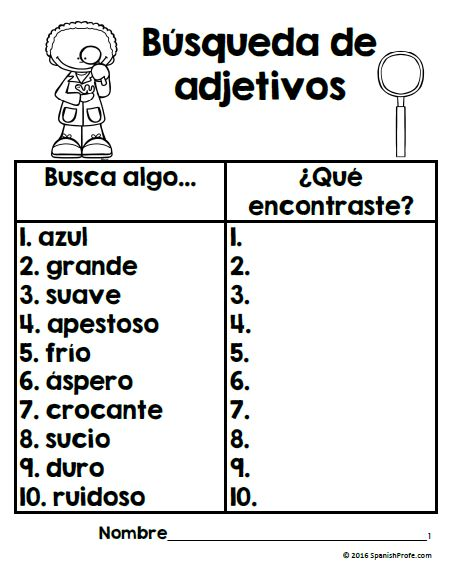 Búsqueda de
adjetivos
Busca algo...
¿Qué
encontraste?
1. azul
2. grande
3. suave
4. apestoso
5. frío
6. áspero
7. crocante
8. sucio
9. duro
10. ruidoso
1.
2.
3.
4.
5.
6.
7.
8.
9.
10.
Nombre______________________________ 1
© 2016 SpanishProfe.com